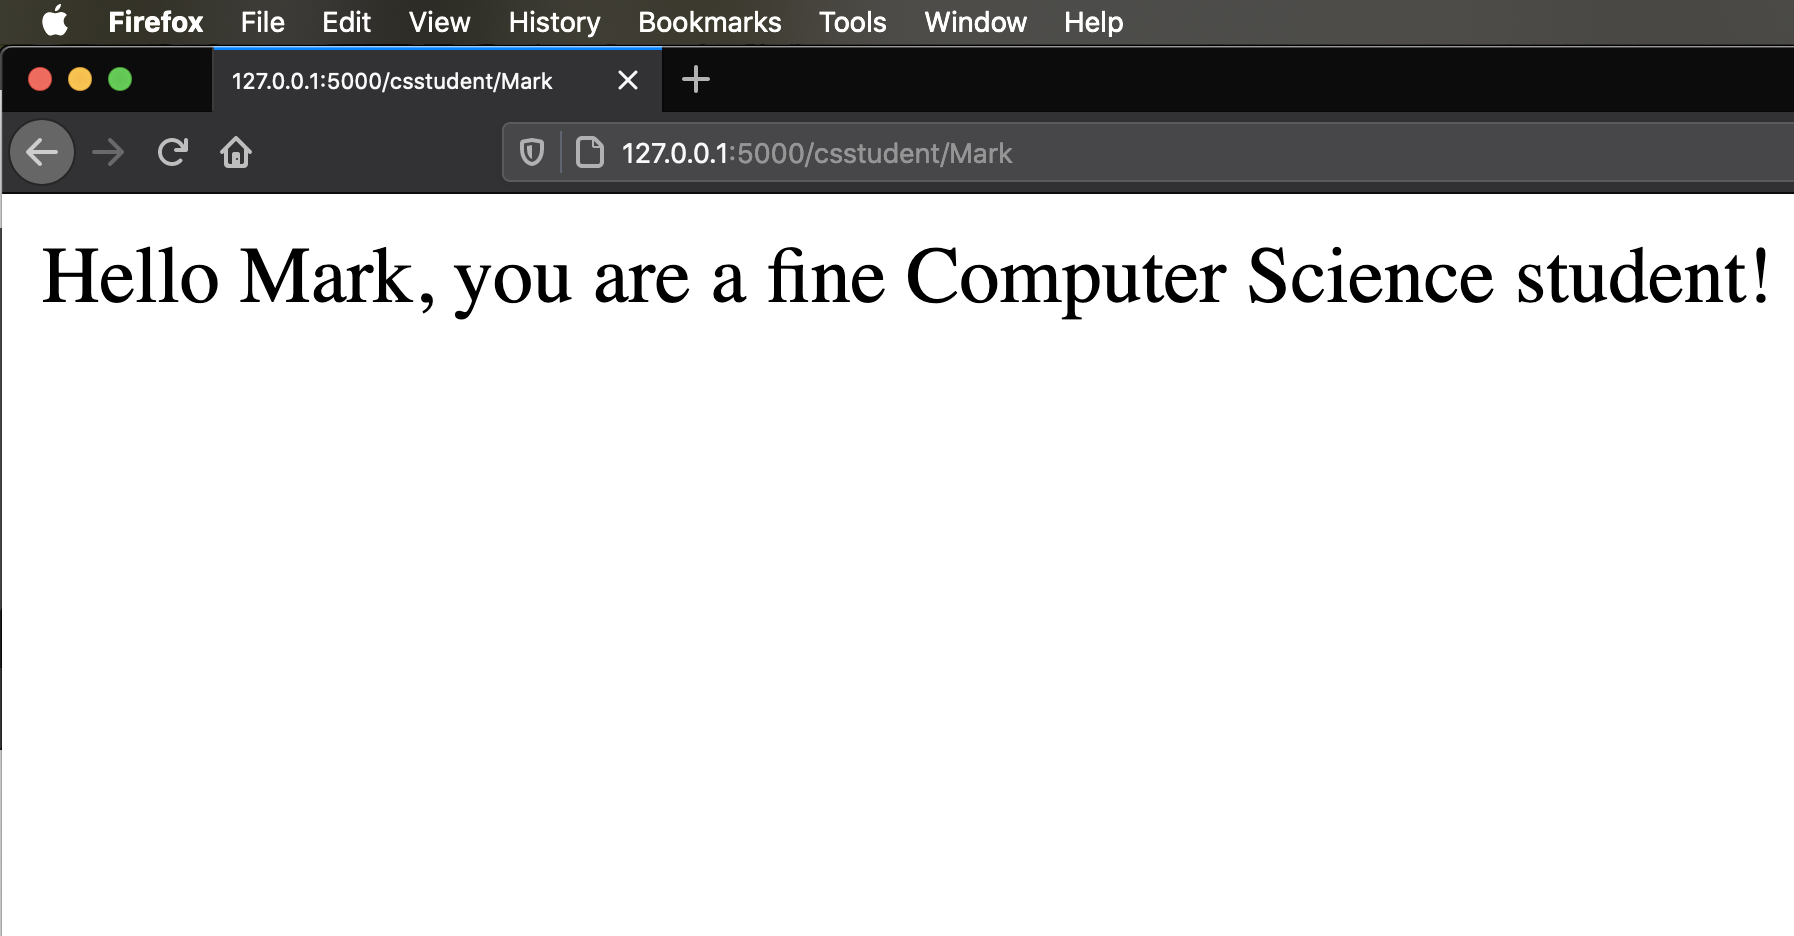 Firefox File Edit View History Bookmarks Tools Window Help
127.0.0.1:5000/csstudent/Mark
127.0.0.1:5000/csstudent/Mark
Hello Mark, you are a fine Computer Science student!